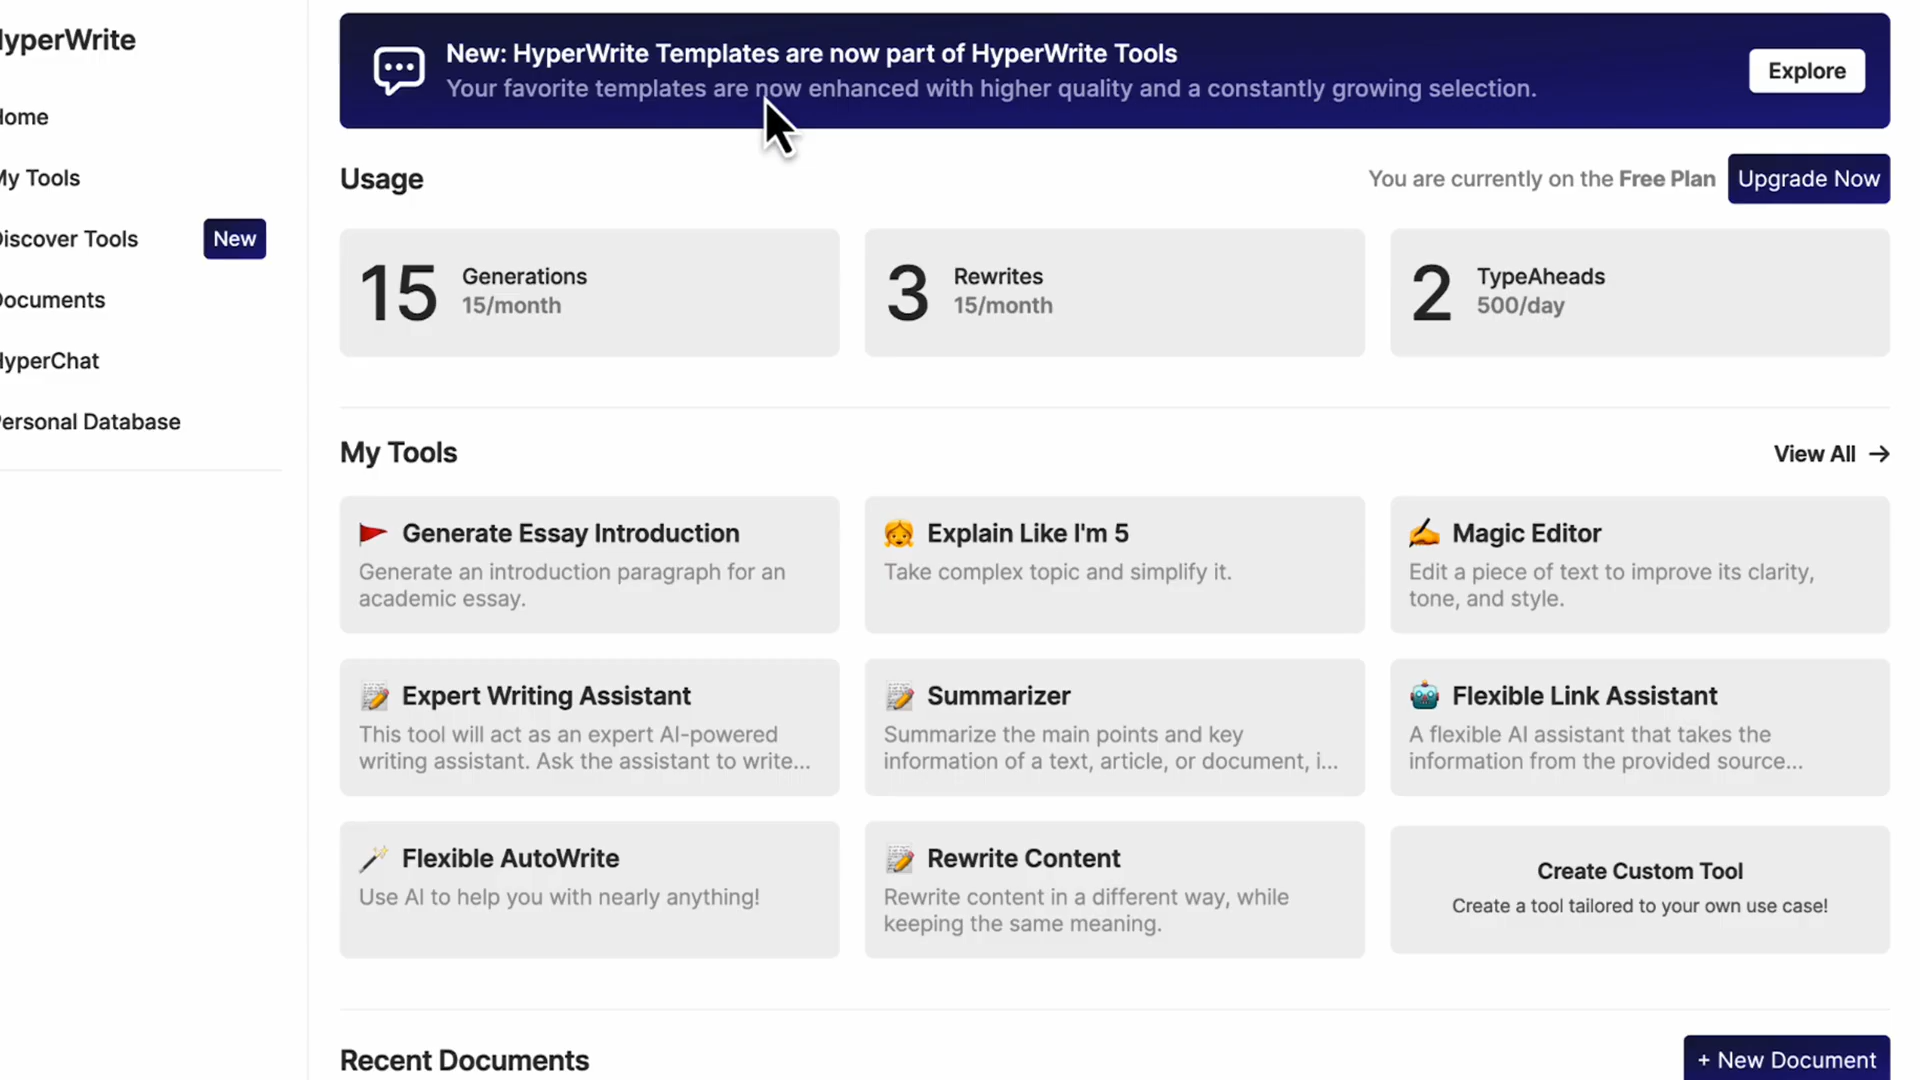 yperWrite
ome
y Tools
iscover Tools
New
ocuments
yperChat
ersonal Database
New: HyperWrite Templates are now part of HyperWrite Tools
Your favorite templates are now enhanced with higher quality and a constantly growing selection.
Explore
Usage
You are currently on the Free Plan
Upgrade Now
15
Generations
15/month
3
Rewrites
15/month
2
TypeAheads
500/day
My Tools
View All →
Generate Essay Introduction
Generate an introduction paragraph for an
academic essay.
Explain Like I'm 5
Take complex topic and simplify it.
Magic Editor
Edit a piece of text to improve its clarity,
tone, and style.
Expert Writing Assistant
This tool will act as an expert AI-powered
writing assistant. Ask the assistant to write...
Summarizer
Summarize the main points and key
information of a text, article, or document, i...
Flexible Link Assistant
A flexible AI assistant that takes the
information from the provided source...
Flexible AutoWrite
Use AI to help you with nearly anything!
Rewrite Content
Rewrite content in a different way, while
keeping the same meaning.
Create Custom Tool
Create a tool tailored to your own use case!
Recent Documents
+ New Document